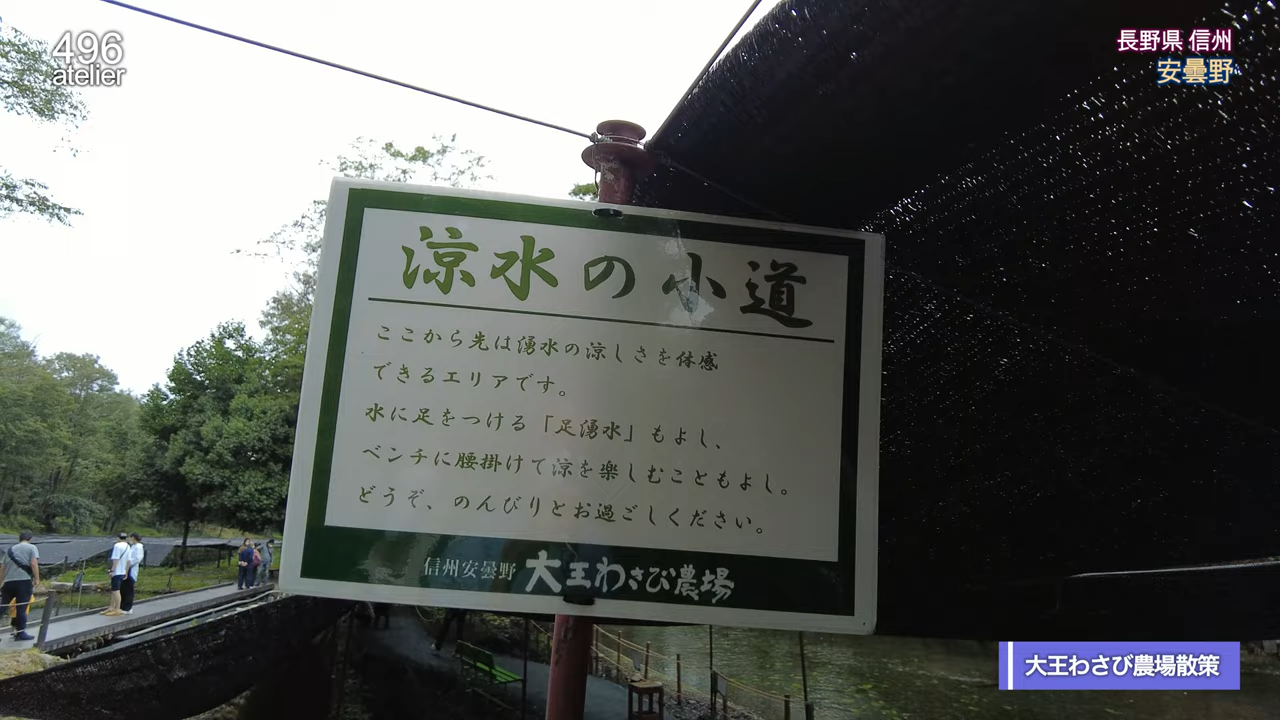 496
atelier
長野県 信州
安曇野
涼水の小道
ここから先は湧水の涼しさを体感
できるエリアです。
水に足をつける「足湧水」もよし、
ベンチに腰掛けて涼を楽しむこともよし。
どうぞ、のんびりとお過ごしください。
信州安曇野 大王わさび農場
大王わさび農場散策